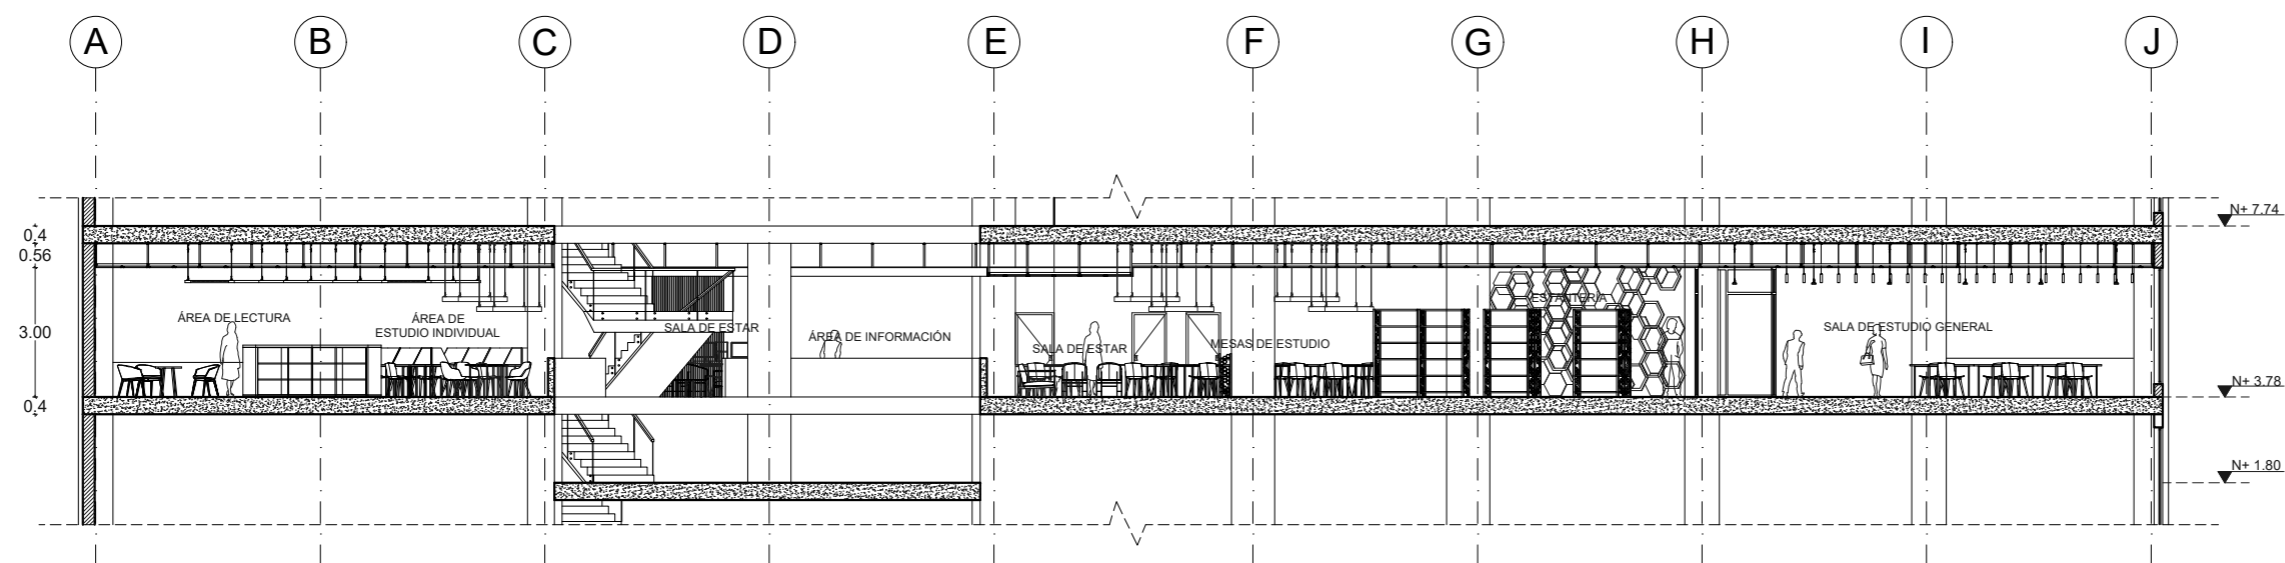 A B C D E F G H I J
N+ 7.74
0.4
0.56
3.00
0.4
ÁREA DE LECTURA
ÁREA DE
ESTUDIO INDIVIDUAL
SALA DE ESTAR
ÁREA DE INFORMACIÓN
SALA DE ESTAR
MESAS DE ESTUDIO
ESTANTERIA
SALA DE ESTUDIO GENERAL
N+ 3.78
N+ 1.80